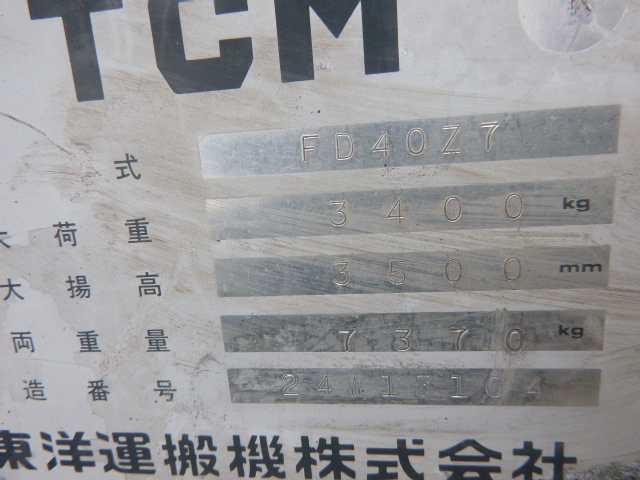 TCM
式 FD40Z7
大荷重 3400 kg
大揚高 3500 mm
両重量 7370 kg
造番号
東洋運搬機株式会社